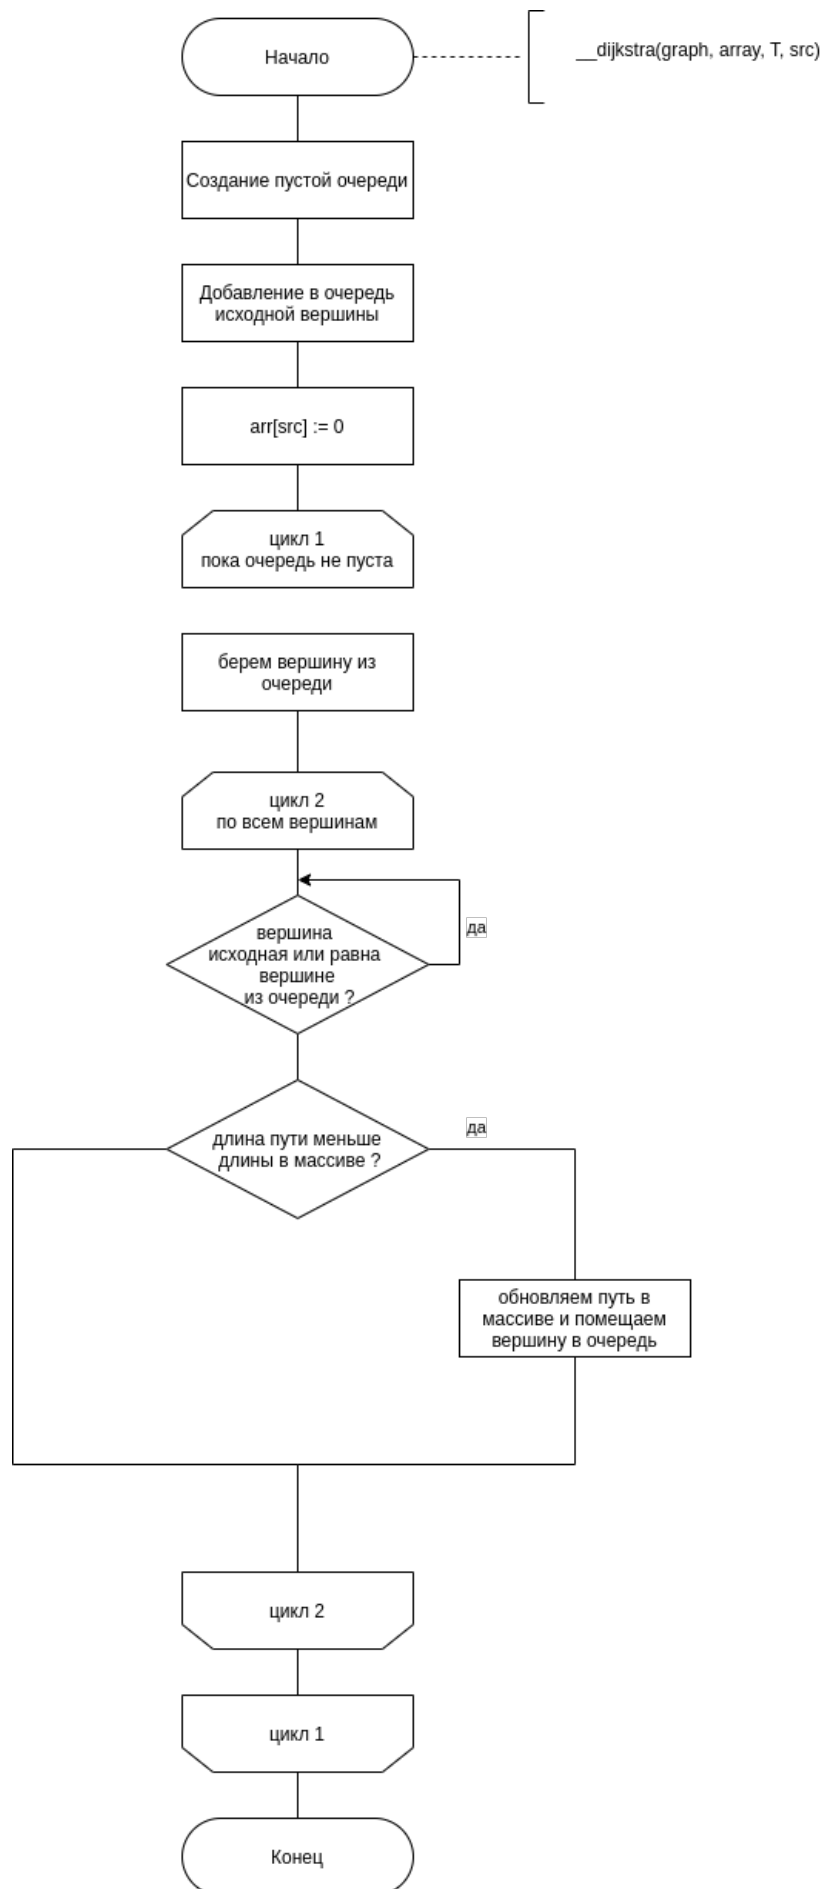 Начало
__dijkstra(graph, array, T, src)
Создание пустой очереди
Добавление в очередь
исходной вершины
arr[src] := 0
цикл 1
пока очередь не пуста
берем вершину из
очереди
цикл 2
по всем вершинам
вершина
исходная или равна
вершине
из очереди ?
да
длина пути меньше
длины в массиве ?
да
обновляем путь в
массиве и помещаем
вершину в очередь
цикл 2
цикл 1
Конец